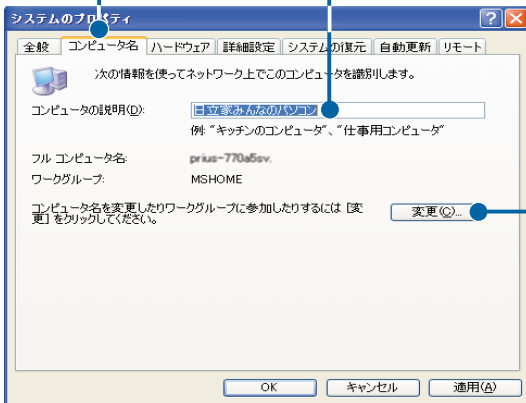 システムのプロパティ
全般 コンピュータ名 ハードウェア 詳細設定 システムの復元 自動更新 リモート
次の情報を使ってネットワーク上でこのコンピュータを識別します。
コンピュータの説明(D): 日立家みんなのパソコン
例: "キッチンのコンピュータ"、"仕事用コンピュータ"
フル コンピュータ名: prius-770a5sv.
ワークグループ: MSHOME
コンピュータ名を変更したりワークグループに参加したりするには [変
更] をクリックしてください。
変更(C)...
OK キャンセル 適用(A)